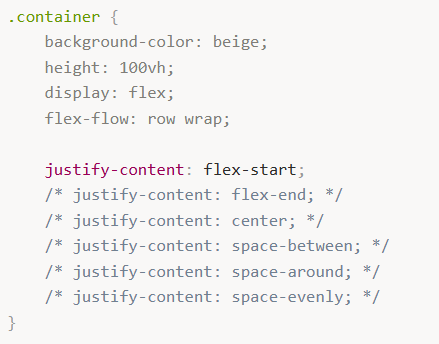 .container {
    background-color: beige;
    height: 100vh;
    display: flex;
    flex-flow: row wrap;

    justify-content: flex-start;
    /* justify-content: flex-end; */
    /* justify-content: center; */
    /* justify-content: space-between; */
    /* justify-content: space-around; */
    /* justify-content: space-evenly; */
}